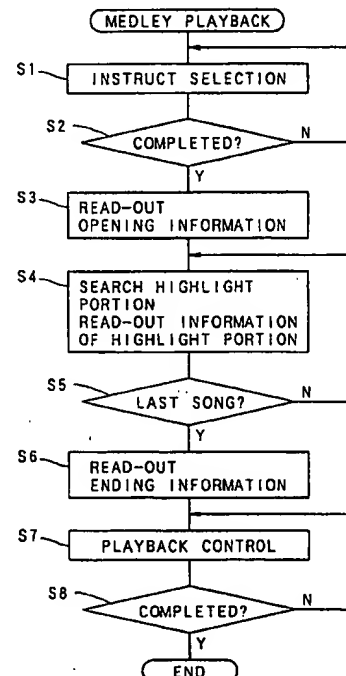 MEDLEY PLAYBACK
S1
INSTRUCT SELECTION
S2
COMPLETED?
N
Y
S3
READ-OUT
OPENING INFORMATION
S4
SEARCH HIGHLIGHT
PORTION
READ-OUT INFORMATION
OF HIGHLIGHT PORTION
S5
LAST SONG?
N
Y
S6
READ-OUT
ENDING INFORMATION
S7
PLAYBACK CONTROL
S8
COMPLETED?
N
Y
END